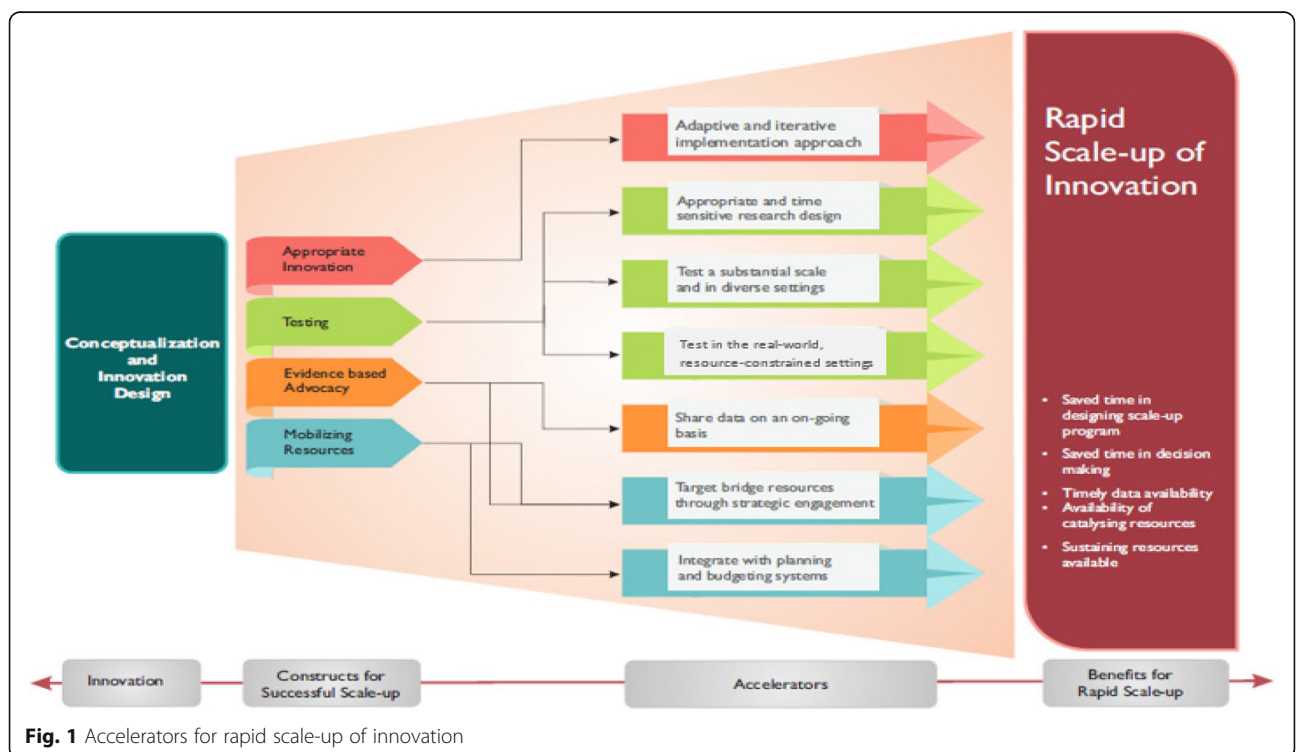 Conceptualization
and
Innovation
Design
Appropriate
Innovation
Testing
Evidence based
Advocacy
Mobilizing
Resources
Adaptive and iterative
implementation approach
Appropriate and time
sensitive research design
Test a substantial scale
and in diverse settings
Test in the real-world,
resource-constrained settings
Share data on an on-going
basis
Target bridge resources
through strategic engagement
Integrate with planning
and budgeting systems
Rapid
Scale-up of
Innovation
• Saved time in
designing scale-up
program
• Saved time in decision
making
• Timely data availability
• Availability of
catalysing resources
• Sustaining resources
available
Innovation
Constructs for
Successful Scale-up
Accelerators
Benefits for
Rapid Scale-up
Fig. 1 Accelerators for rapid scale-up of innovation